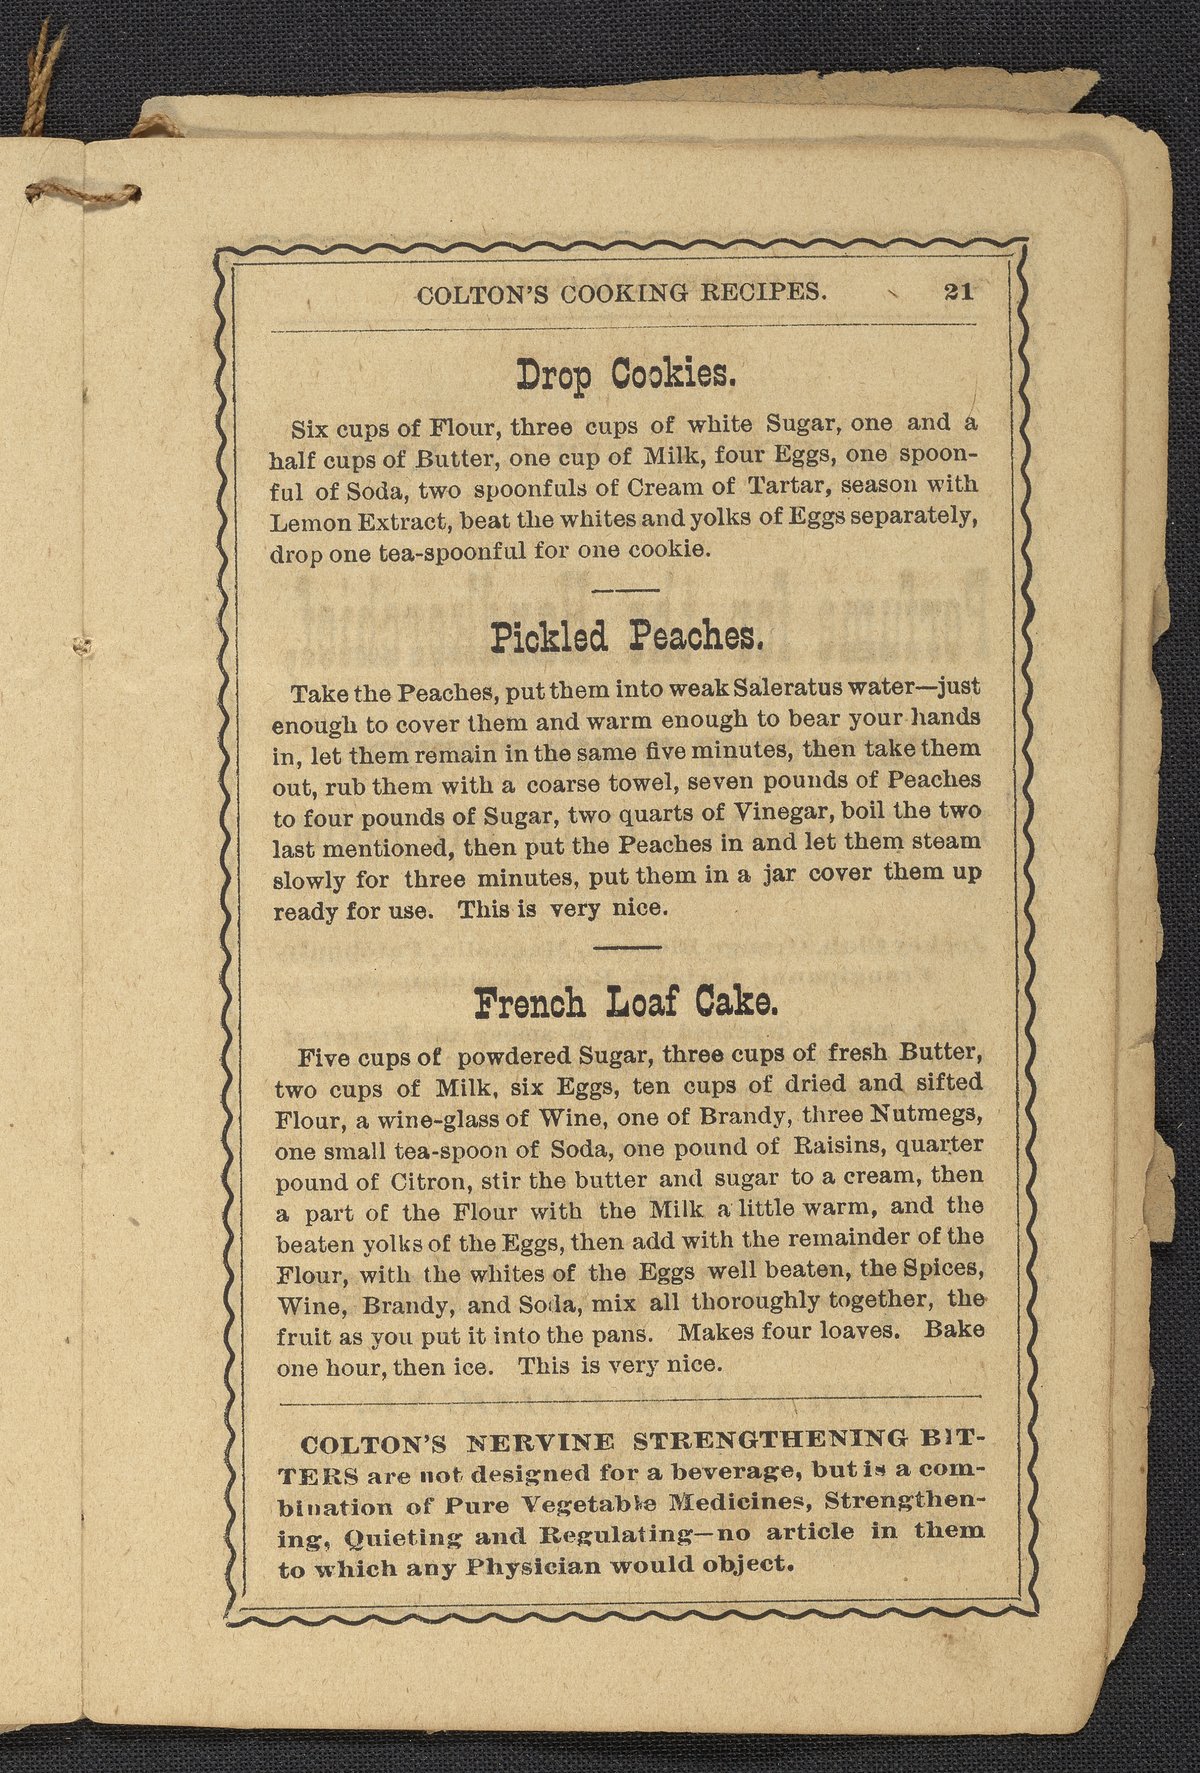 COLTON'S COOKING RECIPES. 21
Drop Cookies.
Six cups of Flour, three cups of white Sugar, one and a
half cups of Butter, one cup of Milk, four Eggs, one spoon-
ful of Soda, two spoonfuls of Cream of Tartar, season with
Lemon Extract, beat the whites and yolks of Eggs separately,
drop one tea-spoonful for one cookie.
Pickled Peaches.
Take the Peaches, put them into weak Saleratus water—just
enough to cover them and warm enough to bear your hands
in, let them remain in the same five minutes, then take them
out, rub them with a coarse towel, seven pounds of Peaches
to four pounds of Sugar, two quarts of Vinegar, boil the two
last mentioned, then put the Peaches in and let them steam
slowly for three minutes, put them in a jar cover them up
ready for use. This is very nice.
French Loaf Cake.
Five cups of powdered Sugar, three cups of fresh Butter,
two cups of Milk, six Eggs, ten cups of dried and sifted
Flour, a wine-glass of Wine, one of Brandy, three Nutmegs,
one small tea-spoon of Soda, one pound of Raisins, quarter
pound of Citron, stir the butter and sugar to a cream, then
a part of the Flour with the Milk a little warm, and the
beaten yolks of the Eggs, then add with the remainder of the
Flour, with the whites of the Eggs well beaten, the Spices,
Wine, Brandy, and Soda, mix all thoroughly together, the
fruit as you put it into the pans. Makes four loaves. Bake
one hour, then ice. This is very nice.
COLTON'S NERVINE STRENGTHENING BIT-
TERS are not designed for a beverage, but is a com-
bination of Pure Vegetable Medicines, Strengthen-
ing, Quieting and Regulating—no article in them
to which any Physician would object.